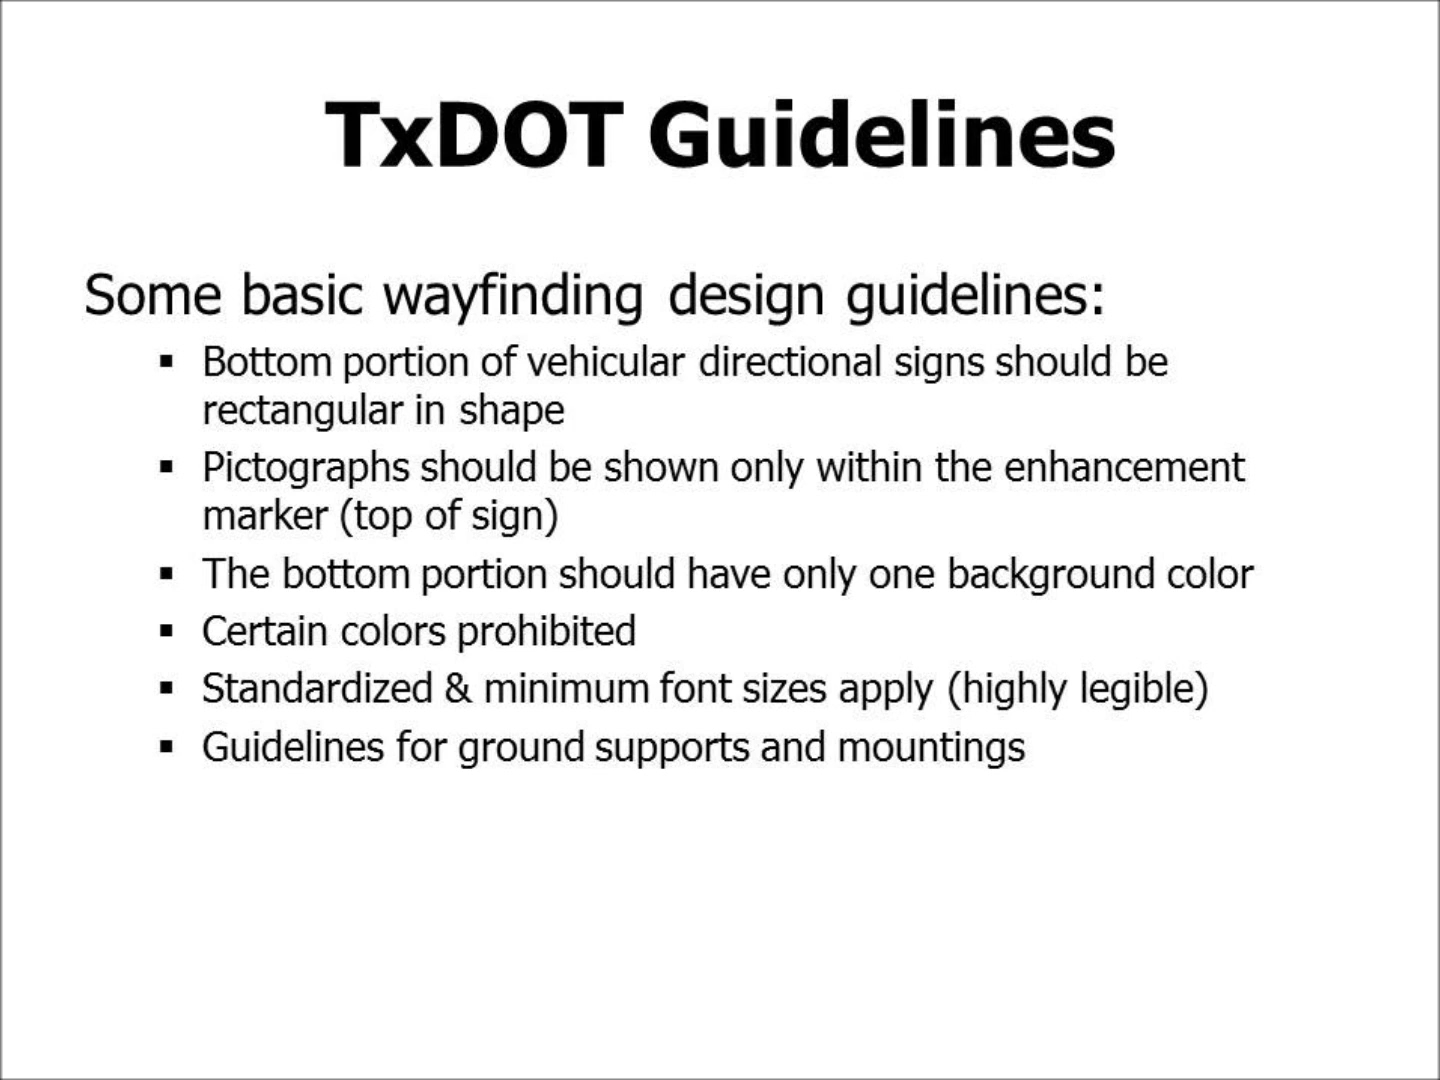 TxDOT Guidelines
Some basic wayfinding design guidelines:
▪ Bottom portion of vehicular directional signs should be
rectangular in shape
▪ Pictographs should be shown only within the enhancement
marker (top of sign)
▪ The bottom portion should have only one background color
▪ Certain colors prohibited
▪ Standardized & minimum font sizes apply (highly legible)
▪ Guidelines for ground supports and mountings